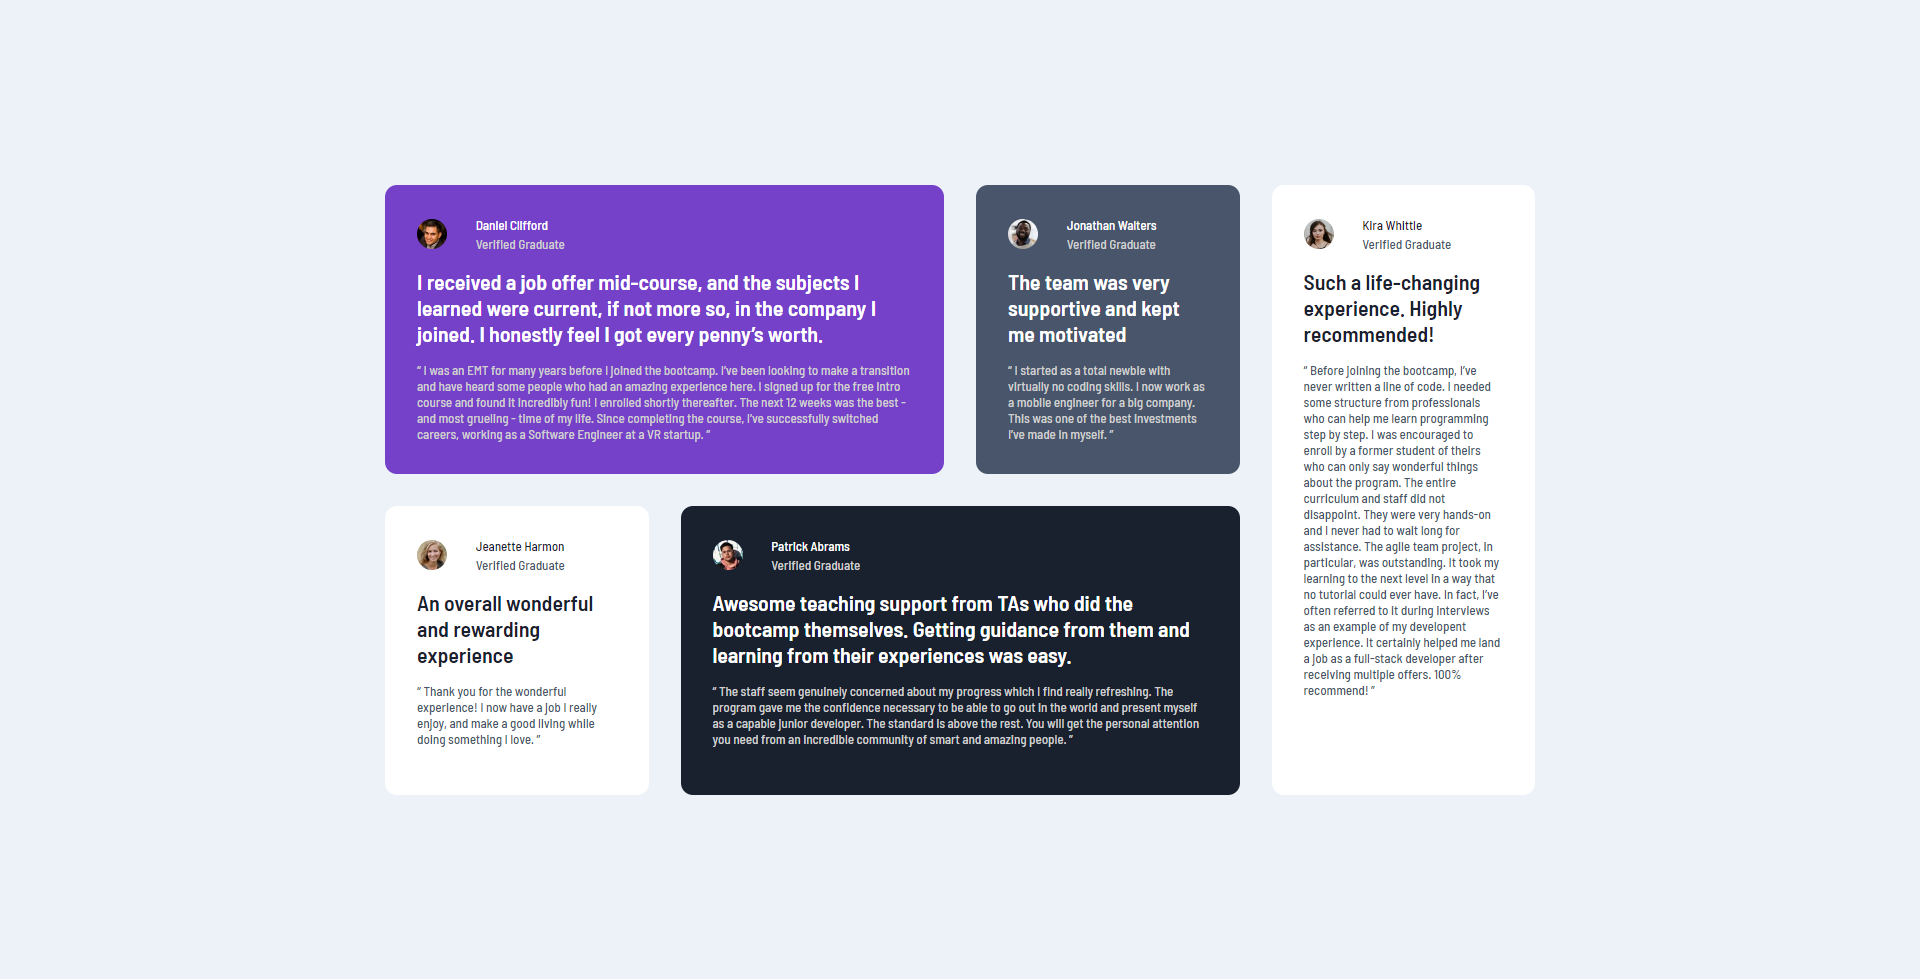 Daniel Clifford
Verified Graduate
I received a job offer mid-course, and the subjects I
learned were current, if not more so, in the company I
joined. I honestly feel I got every penny’s worth.
“ I was an EMT for many years before I joined the bootcamp. I’ve been looking to make a transition
and have heard some people who had an amazing experience here. I signed up for the free intro
course and found it incredibly fun! I enrolled shortly thereafter. The next 12 weeks was the best -
and most grueling - time of my life. Since completing the course, I’ve successfully switched
careers, working as a Software Engineer at a VR startup. ”
Jonathan Walters
Verified Graduate
The team was very
supportive and kept
me motivated
“ I started as a total newbie with
virtually no coding skills. I now work as
a mobile engineer for a big company.
This was one of the best investments
I’ve made in myself. ”
Kira Whittle
Verified Graduate
Such a life-changing
experience. Highly
recommended!
“ Before joining the bootcamp, I’ve
never written a line of code. I needed
some structure from professionals
who can help me learn programming
step by step. I was encouraged to
enroll by a former student of theirs
who can only say wonderful things
about the program. The entire
curriculum and staff did not
disappoint. They were very hands-on
and I never had to wait long for
assistance. The agile team project, in
particular, was outstanding. It took my
learning to the next level in a way that
no tutorial could ever have. In fact, I’ve
often referred to it during interviews
as an example of my developent
experience. It certainly helped me land
a job as a full-stack developer after
receiving multiple offers. 100%
recommend! ”
Jeanette Harmon
Verified Graduate
An overall wonderful
and rewarding
experience
“ Thank you for the wonderful
experience! I now have a job I really
enjoy, and make a good living while
doing something I love. ”
Patrick Abrams
Verified Graduate
Awesome teaching support from TAs who did the
bootcamp themselves. Getting guidance from them and
learning from their experiences was easy.
“ The staff seem genuinely concerned about my progress which I find really refreshing. The
program gave me the confidence necessary to be able to go out in the world and present myself
as a capable junior developer. The standard is above the rest. You will get the personal attention
you need from an incredible community of smart and amazing people. ”